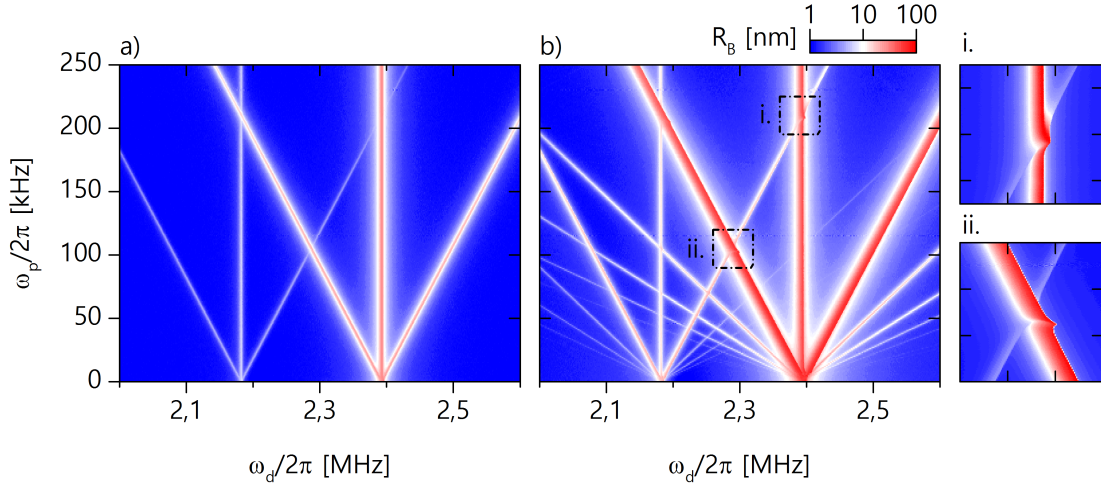 a)
b)
R_B [nm]
1 10 100
i.
ii.
i.
ii.
250
200
150
100
50
0
ω_p/2π [kHz]
2,1 2,3 2,5
2,1 2,3 2,5
ω_d/2π [MHz]
ω_d/2π [MHz]